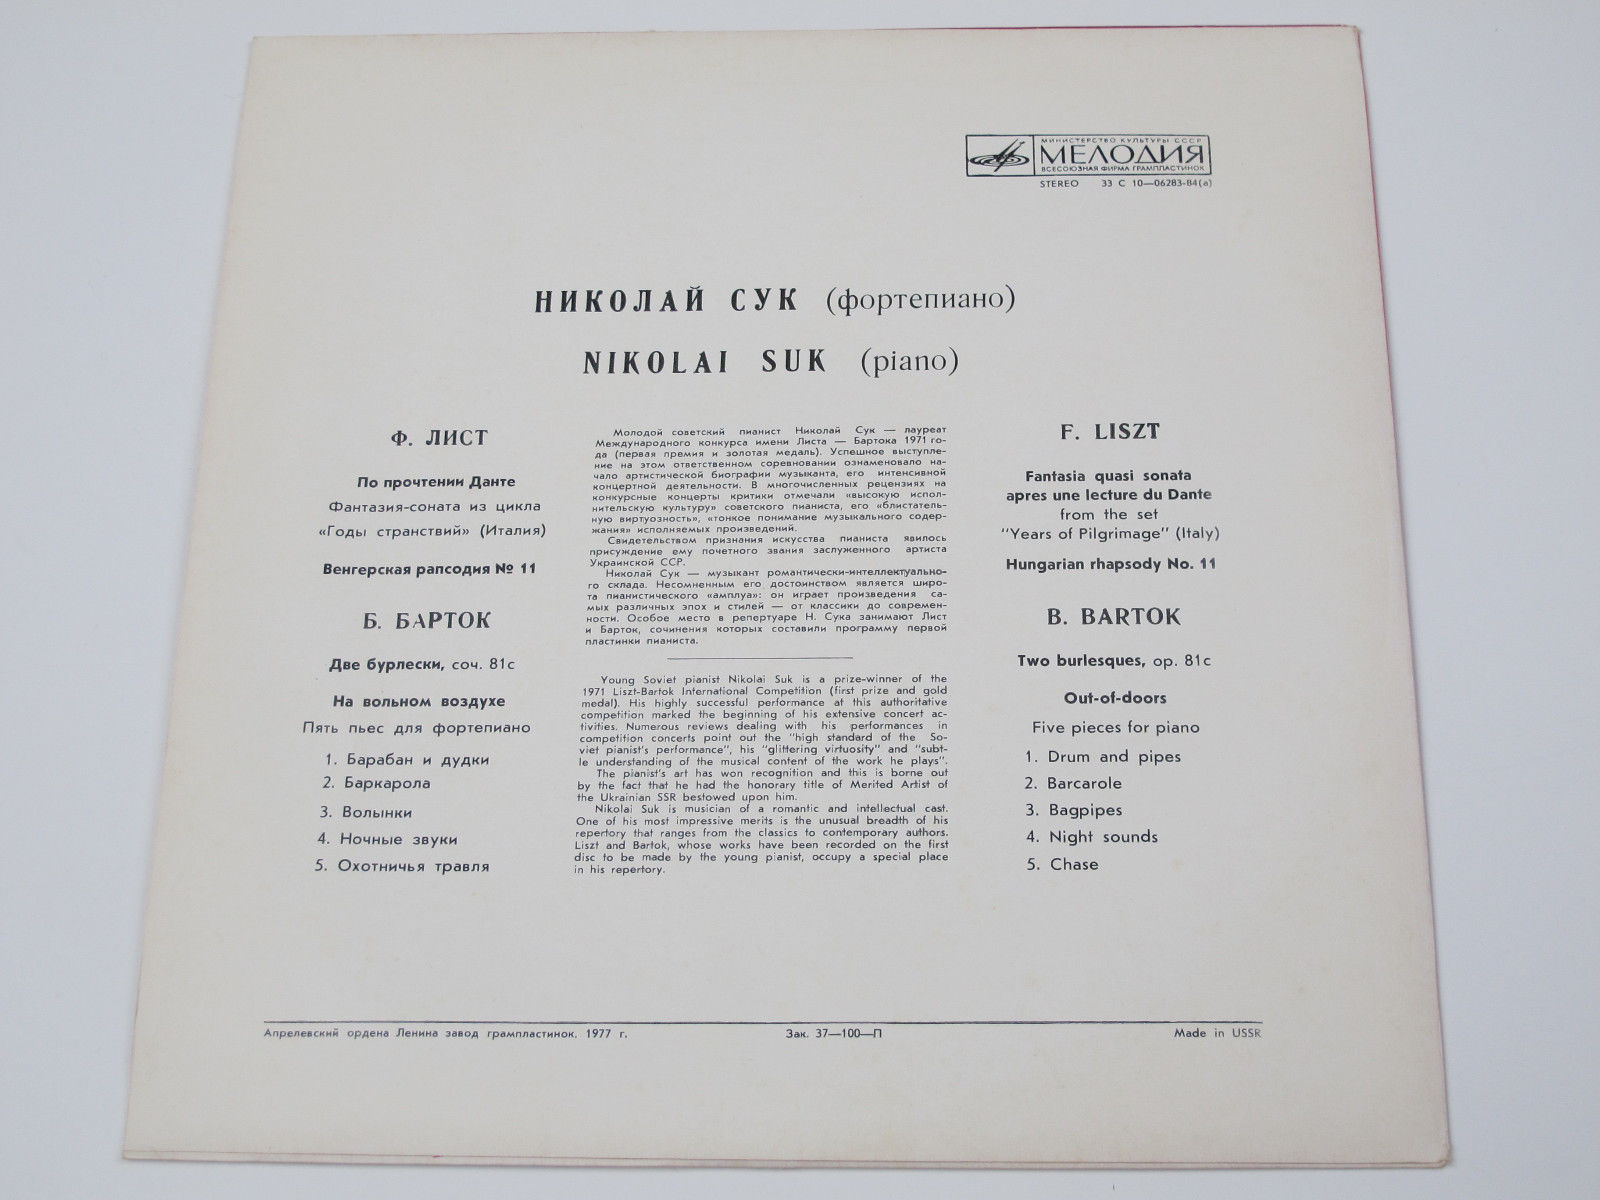 МИНИСТЕРСТВО КУЛЬТУРЫ СССР
МЕЛОДИЯ
ВСЕСОЮЗНАЯ ФИРМА ГРАМПЛАСТИНОК
STEREO 33 С 10—06283-84(а)
НИКОЛАЙ СУК (фортепиано)
NIKOLAI SUK (piano)
Ф. ЛИСТ
По прочтении Данте
Фантазия-соната из цикла
«Годы странствий» (Италия)
Венгерская рапсодия № 11
Б. БАРТОК
Две бурлески, соч. 81с
На вольном воздухе
Пять пьес для фортепиано
1. Барабан и дудки
2. Баркарола
3. Волынки
4. Ночные звуки
5. Охотничья травля
Молодой советский пианист Николай Сук — лауреат
Международного конкурса имени Листа — Бартока 1971 го-
да (первая премия и золотая медаль). Успешное выступле-
ние на этом ответственном соревновании ознаменовало на-
чало артистической биографии музыканта, его интенсивной
концертной деятельности. В многочисленных рецензиях на
конкурсные концерты критики отмечали «высокую испол-
нительскую культуру» советского пианиста, его «блистатель-
ную виртуозность», «тонкое понимание музыкального содер-
жания» исполняемых произведений.
Свидетельством признания искусства пианиста явилось
присуждение ему почетного звания заслуженного артиста
Украинской ССР.
Николай Сук — музыкант романтически-интеллектуально-
го склада. Несомненным его достоинством является широ-
та пианистического «амплуа»: он играет произведения са-
мых различных эпох и стилей — от классики до современ-
ности. Особое место в репертуаре Н. Сука занимают Лист
и Барток, сочинения которых составили программу первой
пластинки пианиста.
Young Soviet pianist Nikolai Suk is a prize-winner of the
1971 Liszt-Bartok International Competition (first prize and gold
medal). His highly successful performance at this authoritative
competition marked the beginning of his extensive concert ac-
tivities. Numerous reviews dealing with his performances in
competition concerts point out the "high standard of the So-
viet pianist's performance", his "glittering virtuosity" and "subt-
le understanding of the musical content of the work he plays".
The pianist's art has won recognition and this is borne out
by the fact that he had the honorary title of Merited Artist of
the Ukrainian SSR bestowed upon him.
Nikolai Suk is musician of a romantic and intellectual cast.
One of his most impressive merits is the unusual breadth of his
repertory that ranges from the classics to contemporary authors.
Liszt and Bartok, whose works have been recorded on the first
disc to be made by the young pianist, occupy a special place
in his repertory.
F. LISZT
Fantasia quasi sonata
apres une lecture du Dante
from the set
"Years of Pilgrimage" (Italy)
Hungarian rhapsody No. 11
B. BARTOK
Two burlesques, op. 81c
Out-of-doors
Five pieces for piano
1. Drum and pipes
2. Barcarole
3. Bagpipes
4. Night sounds
5. Chase
Апрелевский ордена Ленина завод грампластинок. 1977 г. Зак. 37—100—П Made in USSR